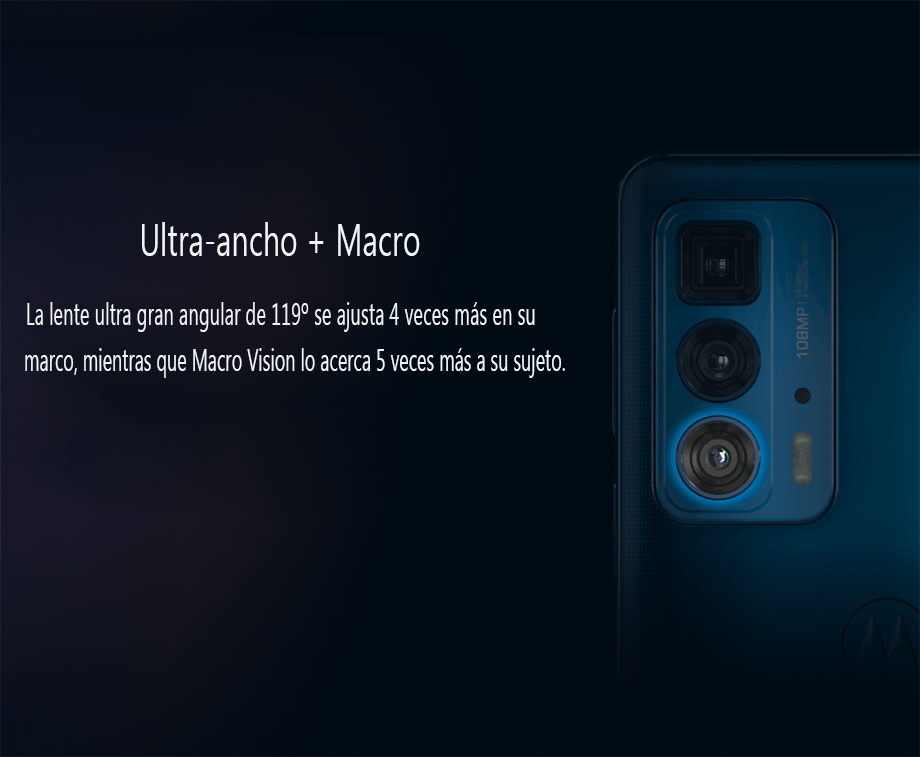 Ultra-ancho + Macro
La lente ultra gran angular de 119º se ajusta 4 veces más en su
marco, mientras que Macro Vision lo acerca 5 veces más a su sujeto.
108MP